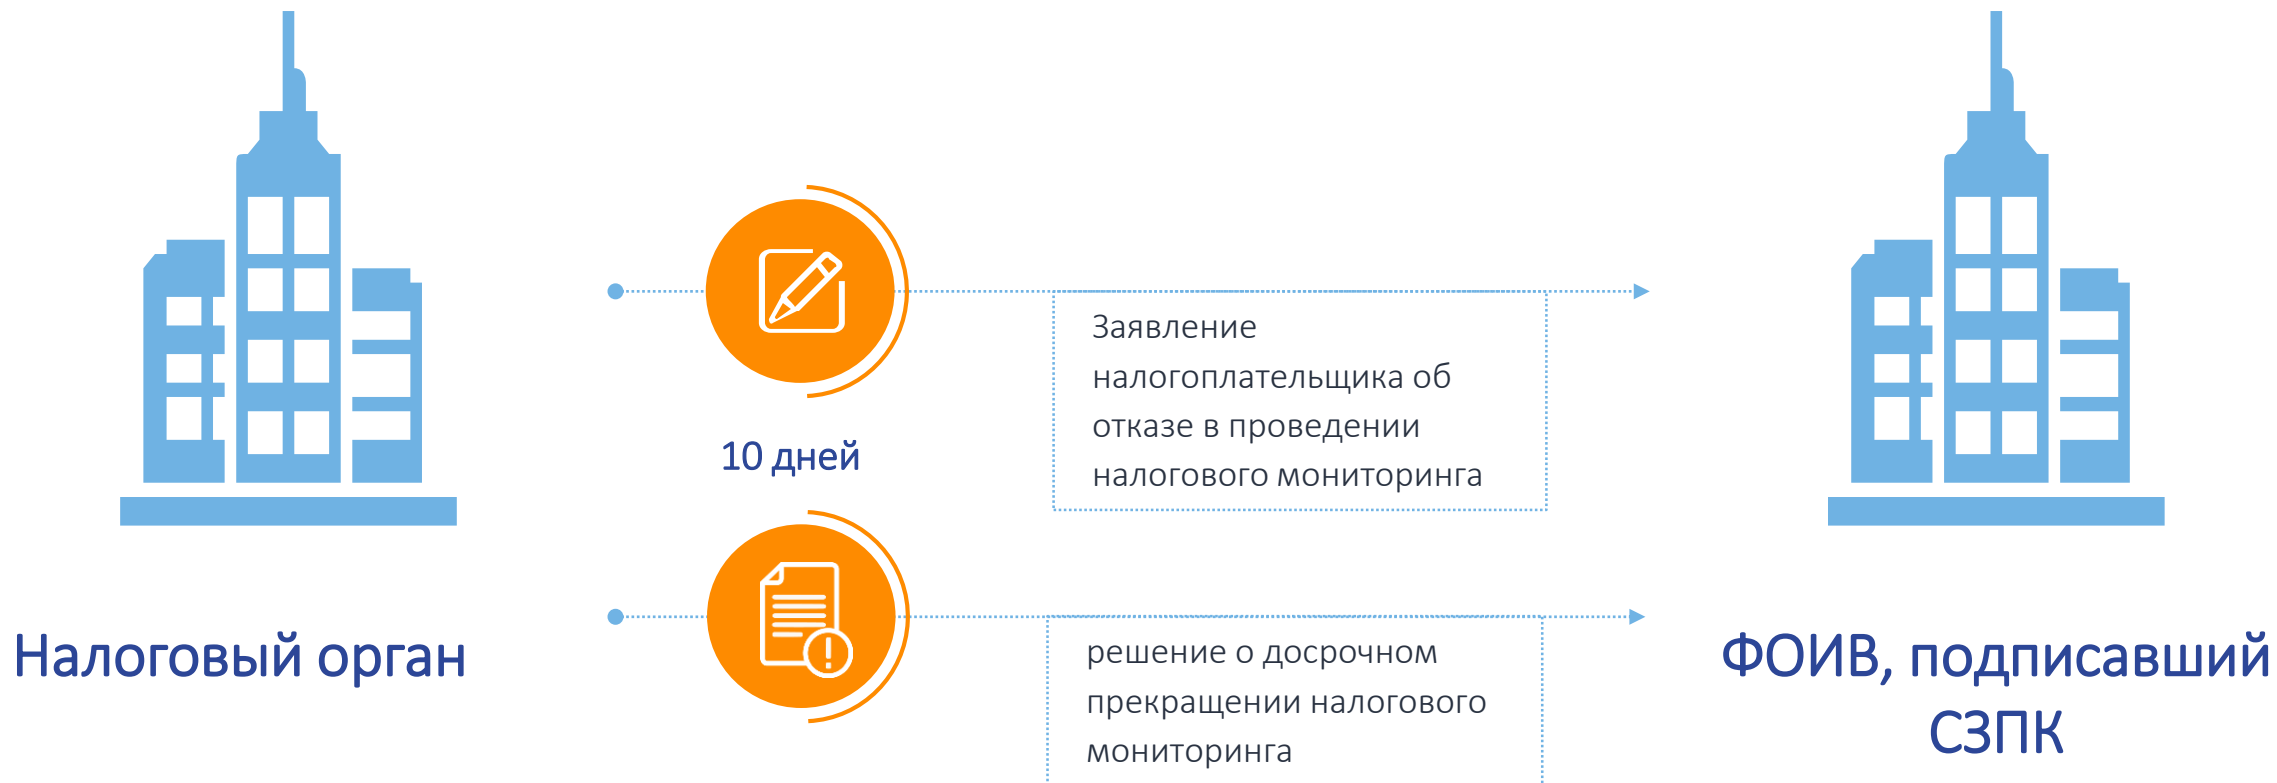 Заявление
налогоплательщика об
отказе в проведении
налогового мониторинга
10 дней
Налоговый орган
решение о досрочном
прекращении налогового
мониторинга
ФОИВ, подписавший
СЗПК